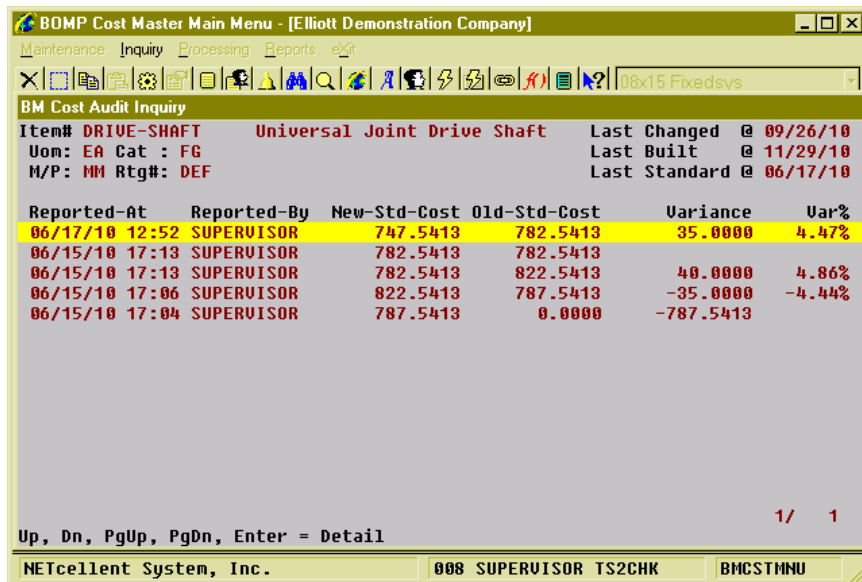 BOMP Cost Master Main Menu - [Elliott Demonstration Company]
Maintenance Inquiry Processing Reports eXit
08x15 Fixedsys
BM Cost Audit Inquiry
Item# DRIVE-SHAFT Universal Joint Drive Shaft Last Changed @ 09/26/10
Uom: EA Cat : FG Last Built @ 11/29/10
M/P: MM Rtg#: DEF Last Standard @ 06/17/10
Reported-At Reported-By New-Std-Cost Old-Std-Cost Variance Var%
06/17/10 12:52 SUPERVISOR 747.5413 782.5413 35.0000 4.47%
06/15/10 17:13 SUPERVISOR 782.5413 782.5413
06/15/10 17:13 SUPERVISOR 782.5413 822.5413 40.0000 4.86%
06/15/10 17:06 SUPERVISOR 822.5413 787.5413 -35.0000 -4.44%
06/15/10 17:04 SUPERVISOR 787.5413 0.0000 -787.5413
1/ 1
Up, Dn, PgUp, PgDn, Enter = Detail
NETcellent System, Inc. 008 SUPERVISOR TS2CHK BMCSTMNU